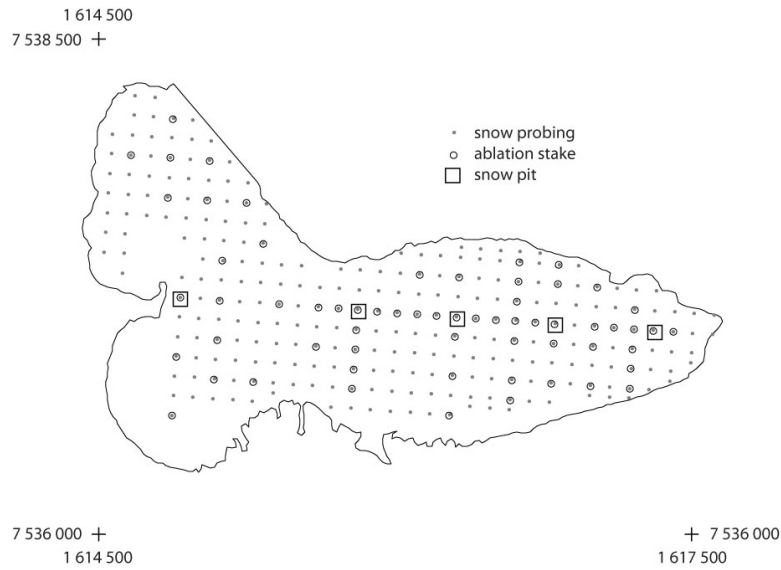 1 614 500
7 538 500
snow probing
ablation stake
snow pit
7 536 000
7 536 000
1 614 500
1 617 500